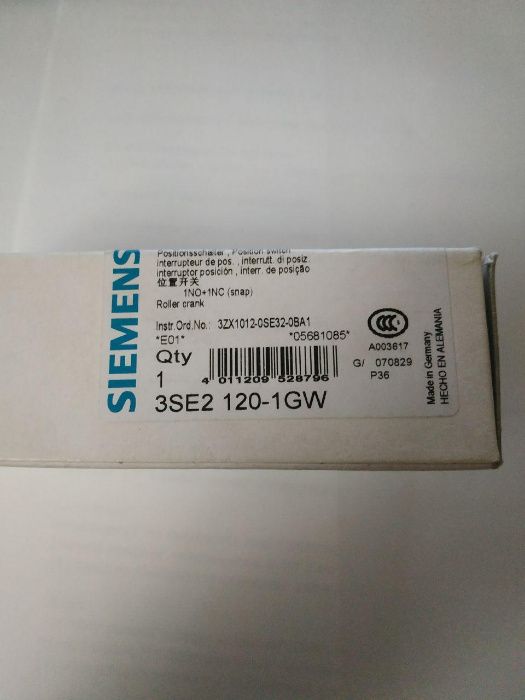 SIEMENS
Positionsschalter , Position switch
interrupteur de pos. , interrutt. di posiz.
interruptor posición , interr. de posição
位置开关
1NO+1NC (snap)
Roller crank
Instr.Ord.No.: 3ZX1012-0SE32-0BA1
*E01* *05681085*
Qty
1
4 011209 528796
3SE2 120-1GW
CCC
A003617
G/ 070829
P36
Made in Germany
HECHO EN ALEMANIA